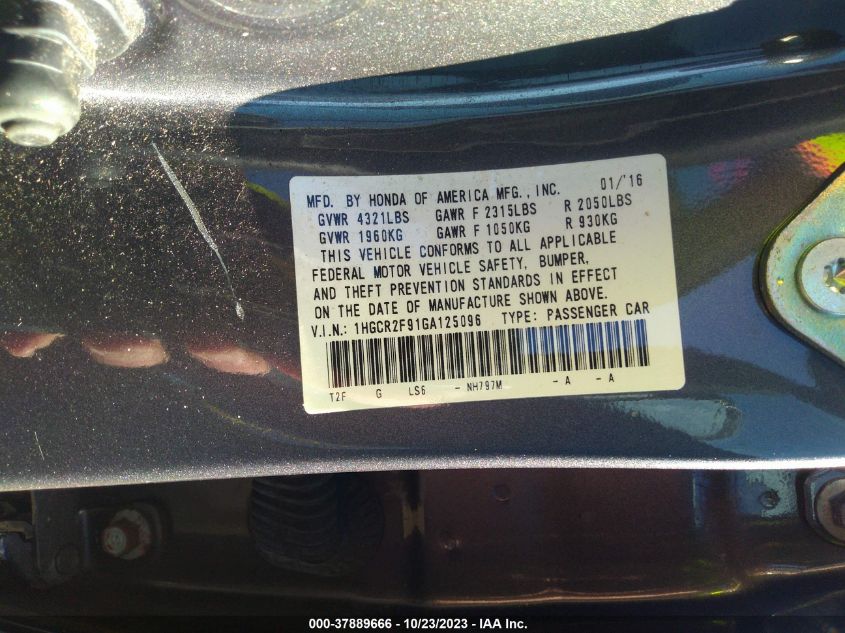 MFD. BY HONDA OF AMERICA MFG., INC. 01/'16
GVWR 4321LBS GAWR F 2315LBS R 2050LBS
GVWR 1960KG GAWR F 1050KG R 930KG
THIS VEHICLE CONFORMS TO ALL APPLICABLE
FEDERAL MOTOR VEHICLE SAFETY, BUMPER,
AND THEFT PREVENTION STANDARDS IN EFFECT
ON THE DATE OF MANUFACTURE SHOWN ABOVE.
V.I.N.: 1HGCR2F91GA125096 TYPE: PASSENGER CAR
T2F G LS6 - NH797M - A - A
000-37889666 - 10/23/2023 - IAA Inc.